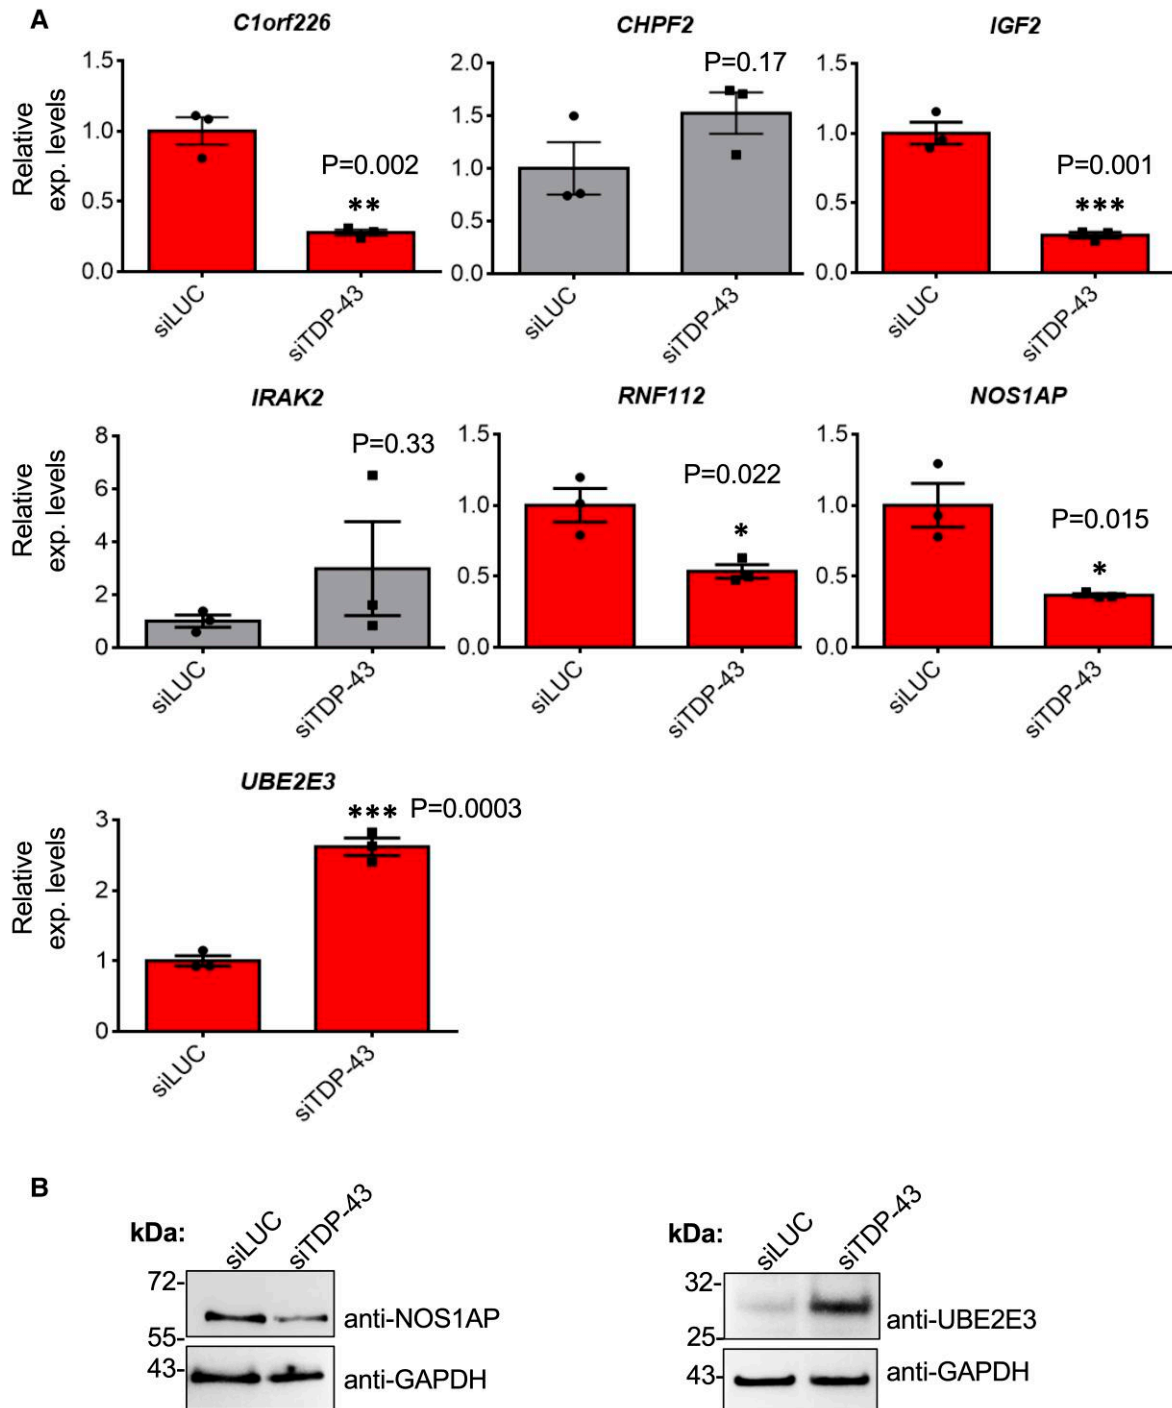 A
C1orf226
CHPF2
IGF2
Relative
exp. levels
1.5
1.0
0.5
0.0
P=0.002
**
siLUC
siTDP-43
2.0
1.5
1.0
0.5
0.0
P=0.17
siLUC
siTDP-43
1.5
1.0
0.5
0.0
P=0.001
***
siLUC
siTDP-43
IRAK2
RNF112
NOS1AP
Relative
exp. levels
8
6
4
2
0
P=0.33
siLUC
siTDP-43
1.5
1.0
0.5
0.0
P=0.022
*
siLUC
siTDP-43
1.5
1.0
0.5
0.0
P=0.015
*
siLUC
siTDP-43
UBE2E3
Relative
exp. levels
3
2
1
0
*** P=0.0003
siLUC
siTDP-43
B
kDa:
siLUC
siTDP-43
72-
55-
anti-NOS1AP
43-
anti-GAPDH
kDa:
siLUC
siTDP-43
32-
25-
anti-UBE2E3
43-
anti-GAPDH